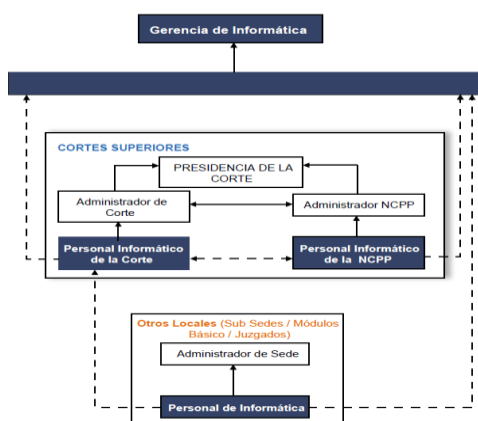 Gerencia de Informática
CORTES SUPERIORES
PRESIDENCIA DE LA
CORTE
Administrador de
Corte
Administrador NCPP
Personal Informático
de la Corte
Personal Informático
de la NCPP
Otros Locales (Sub Sedes / Módulos
Básico / Juzgados)
Administrador de Sede
Personal de Informática